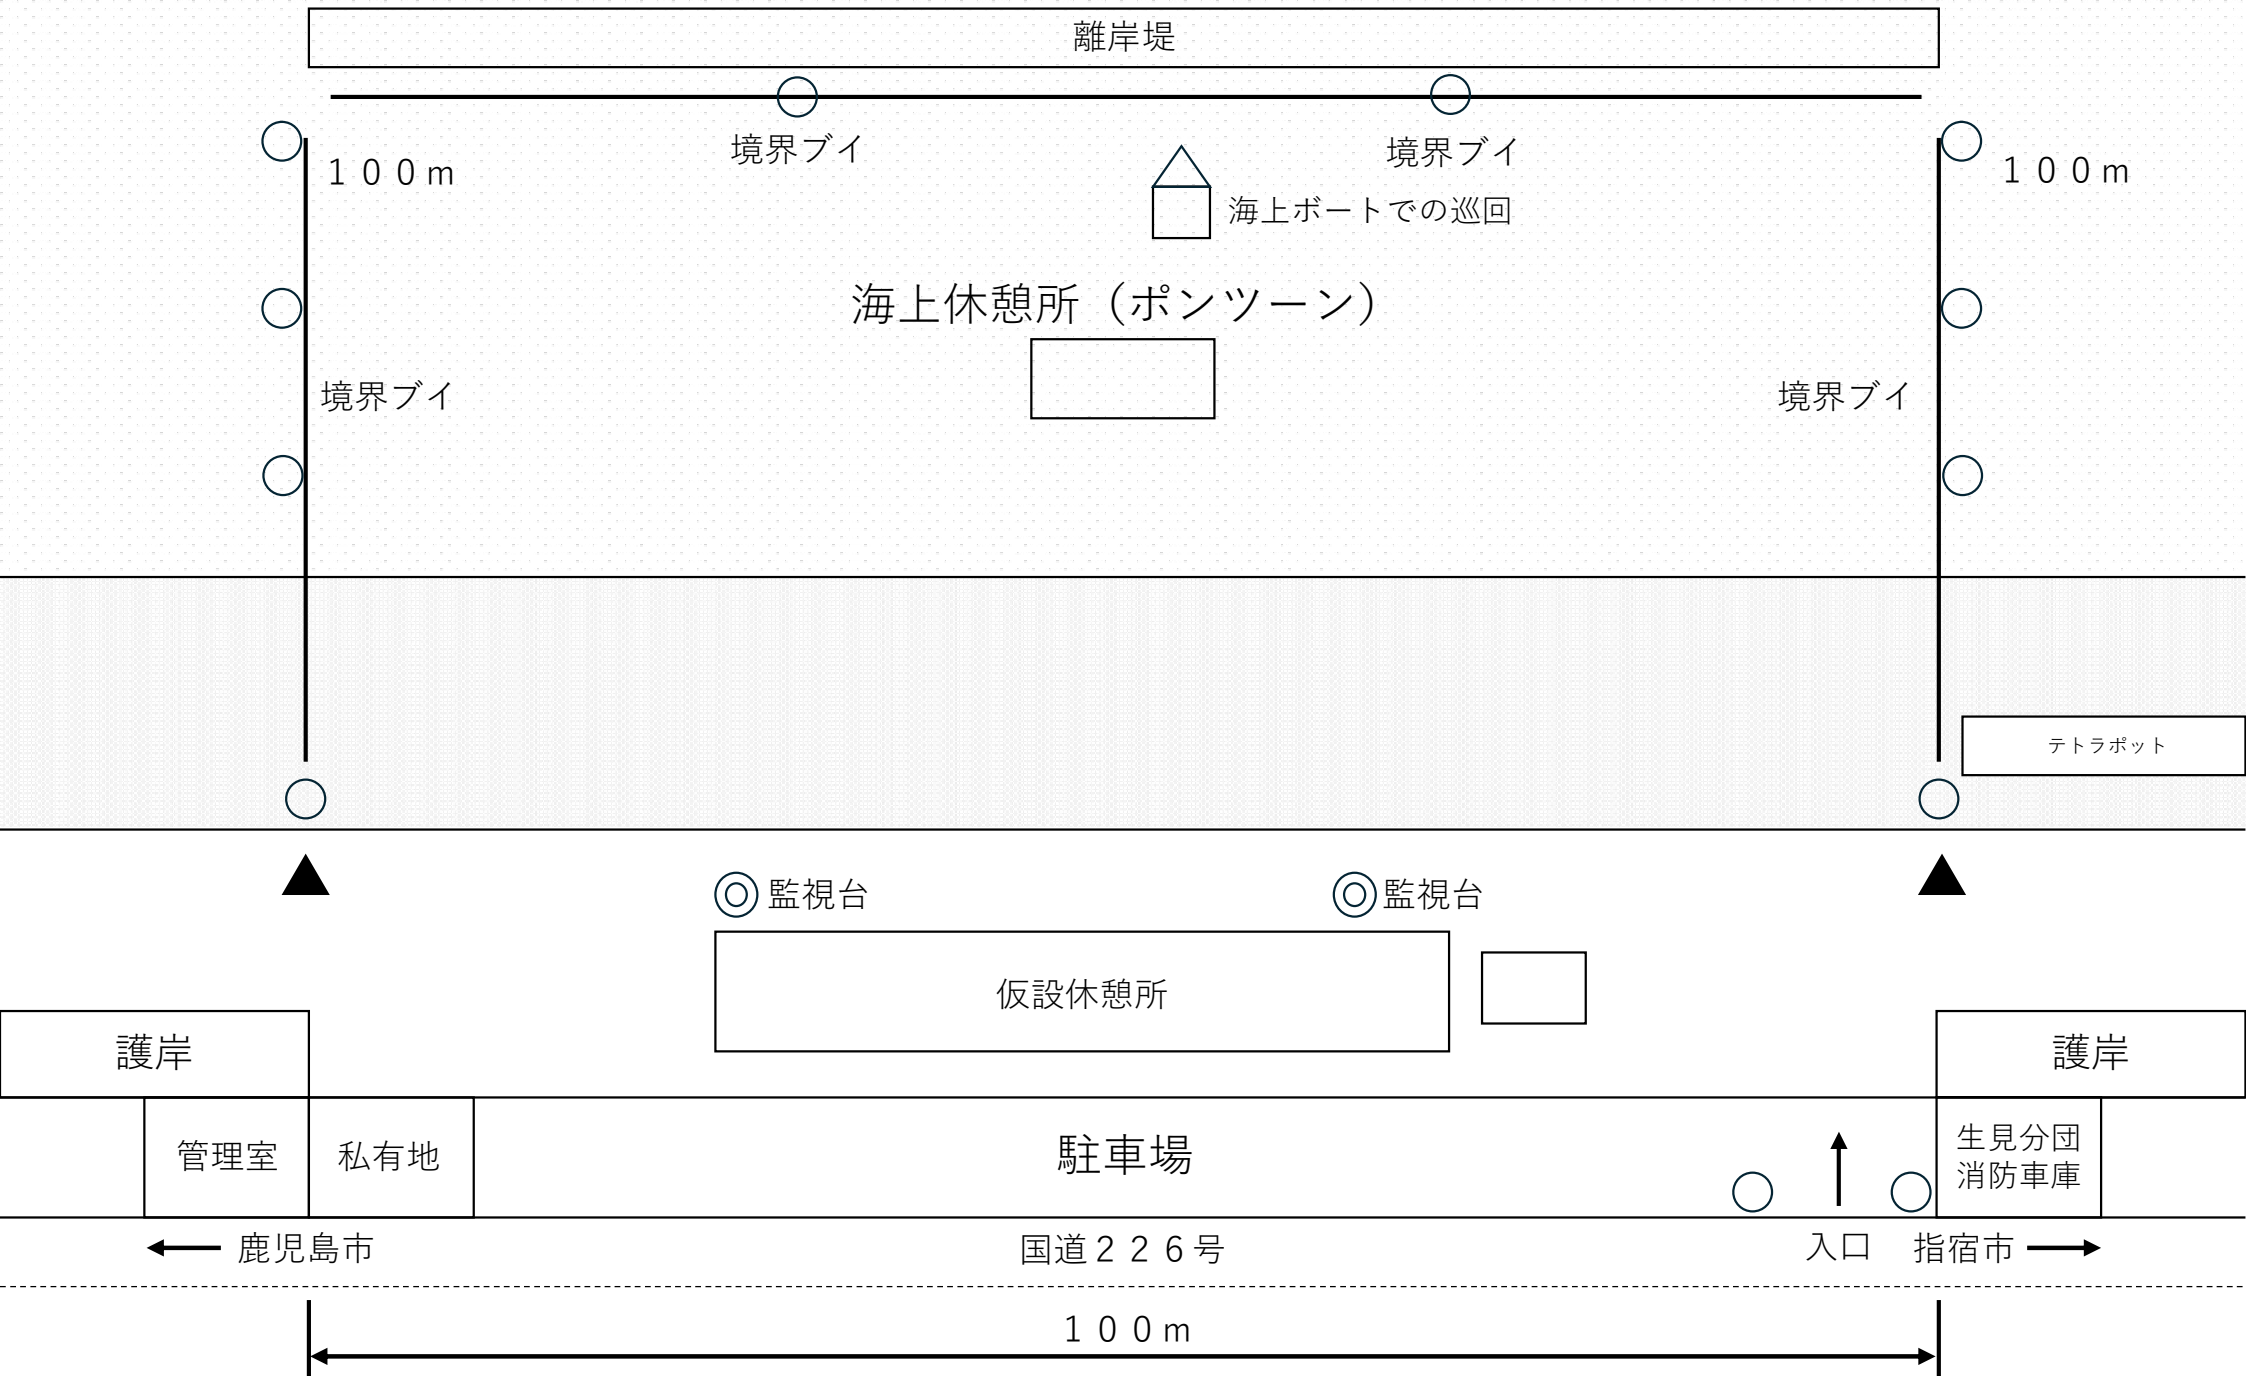 離岸堤
境界ブイ
境界ブイ
１００ｍ
１００ｍ
海上ボートでの巡回
海上休憩所（ポンツーン）
境界ブイ
境界ブイ
テトラポット
監視台
監視台
仮設休憩所
護岸
護岸
管理室
私有地
駐車場
生見分団
消防車庫
鹿児島市
国道２２６号
入口
指宿市
１００ｍ